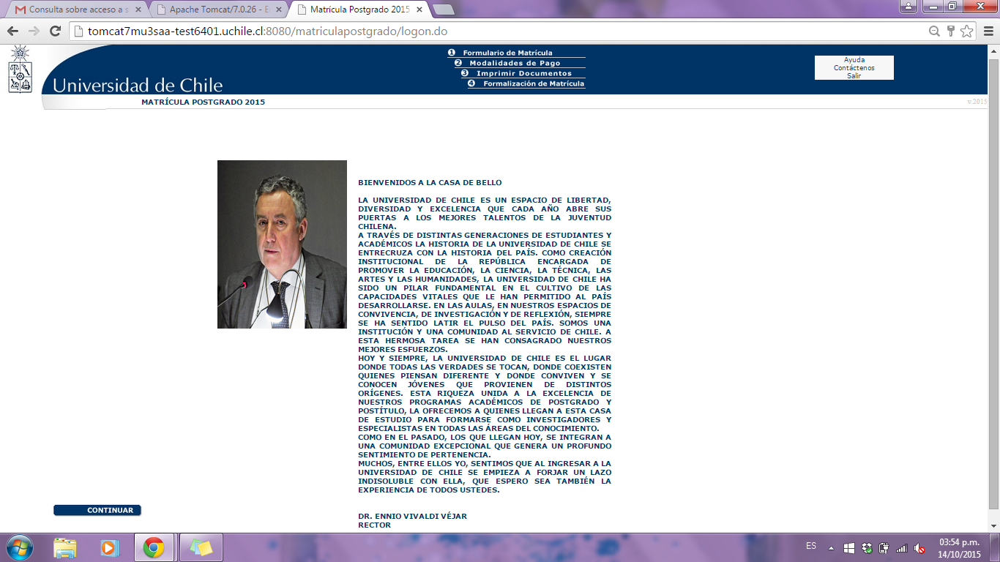 Consulta sobre acceso a s
Apache Tomcat/7.0.26 - E
Matrícula Postgrado 2015
tomcat7mu3saa-test6401.uchile.cl:8080/matriculapostgrado/logon.do
Universidad de Chile
1 Formulario de Matrícula
2 Modalidades de Pago
3 Imprimir Documentos
4 Formalización de Matrícula
Ayuda
Contáctenos
Salir
MATRÍCULA POSTGRADO 2015
v.2015
BIENVENIDOS A LA CASA DE BELLO
LA UNIVERSIDAD DE CHILE ES UN ESPACIO DE LIBERTAD,
DIVERSIDAD Y EXCELENCIA QUE CADA AÑO ABRE SUS
PUERTAS A LOS MEJORES TALENTOS DE LA JUVENTUD
CHILENA.
A TRAVÉS DE DISTINTAS GENERACIONES DE ESTUDIANTES Y
ACADÉMICOS LA HISTORIA DE LA UNIVERSIDAD DE CHILE SE
ENTRECRUZA CON LA HISTORIA DEL PAÍS. COMO CREACIÓN
INSTITUCIONAL DE LA REPÚBLICA ENCARGADA DE
PROMOVER LA EDUCACIÓN, LA CIENCIA, LA TÉCNICA, LAS
ARTES Y LAS HUMANIDADES, LA UNIVERSIDAD DE CHILE HA
SIDO UN PILAR FUNDAMENTAL EN EL CULTIVO DE LAS
CAPACIDADES VITALES QUE LE HAN PERMITIDO AL PAÍS
DESARROLLARSE. EN LAS AULAS, EN NUESTROS ESPACIOS DE
CONVIVENCIA, DE INVESTIGACIÓN Y DE REFLEXIÓN, SIEMPRE
SE HA SENTIDO LATIR EL PULSO DEL PAÍS. SOMOS UNA
INSTITUCIÓN Y UNA COMUNIDAD AL SERVICIO DE CHILE. A
ESTA HERMOSA TAREA SE HAN CONSAGRADO NUESTROS
MEJORES ESFUERZOS.
HOY Y SIEMPRE, LA UNIVERSIDAD DE CHILE ES EL LUGAR
DONDE TODAS LAS VERDADES SE TOCAN, DONDE COEXISTEN
QUIENES PIENSAN DIFERENTE Y DONDE CONVIVEN Y SE
CONOCEN JÓVENES QUE PROVIENEN DE DISTINTOS
ORÍGENES. ESTA RIQUEZA UNIDA A LA EXCELENCIA DE
NUESTROS PROGRAMAS ACADÉMICOS DE POSTGRADO Y
POSTÍTULO, LA OFRECEMOS A QUIENES LLEGAN A ESTA CASA
DE ESTUDIO PARA FORMARSE COMO INVESTIGADORES Y
ESPECIALISTAS EN TODAS LAS ÁREAS DEL CONOCIMIENTO.
COMO EN EL PASADO, LOS QUE LLEGAN HOY, SE INTEGRAN A
UNA COMUNIDAD EXCEPCIONAL QUE GENERA UN PROFUNDO
SENTIMIENTO DE PERTENENCIA.
MUCHOS, ENTRE ELLOS YO, SENTIMOS QUE AL INGRESAR A LA
UNIVERSIDAD DE CHILE SE EMPIEZA A FORJAR UN LAZO
INDISOLUBLE CON ELLA, QUE ESPERO SEA TAMBIÉN LA
EXPERIENCIA DE TODOS USTEDES.
CONTINUAR
DR. ENNIO VIVALDI VÉJAR
RECTOR
ES
03:54 p.m.
14/10/2015